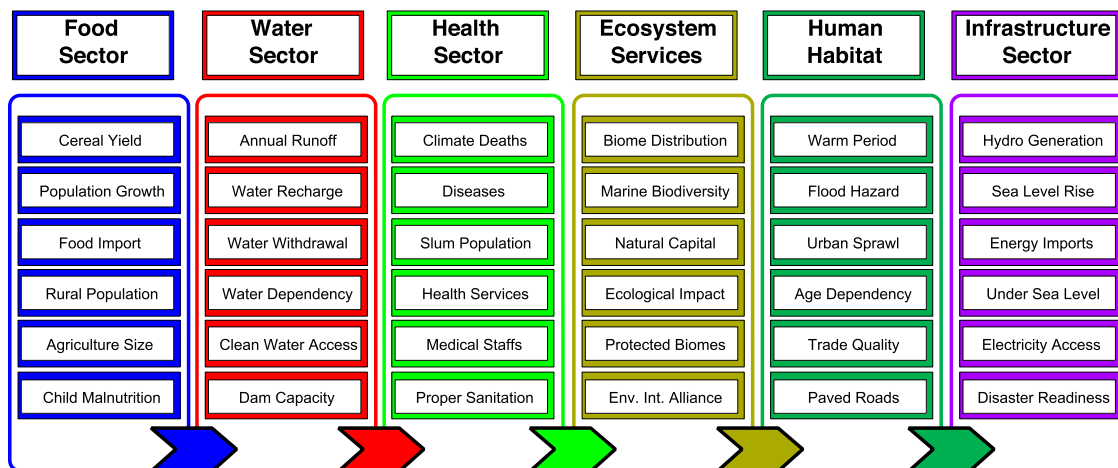 Food
Sector
Water
Sector
Health
Sector
Ecosystem
Services
Human
Habitat
Infrastructure
Sector
Cereal Yield
Population Growth
Food Import
Rural Population
Agriculture Size
Child Malnutrition
Annual Runoff
Water Recharge
Water Withdrawal
Water Dependency
Clean Water Access
Dam Capacity
Climate Deaths
Diseases
Slum Population
Health Services
Medical Staffs
Proper Sanitation
Biome Distribution
Marine Biodiversity
Natural Capital
Ecological Impact
Protected Biomes
Env. Int. Alliance
Warm Period
Flood Hazard
Urban Sprawl
Age Dependency
Trade Quality
Paved Roads
Hydro Generation
Sea Level Rise
Energy Imports
Under Sea Level
Electricity Access
Disaster Readiness